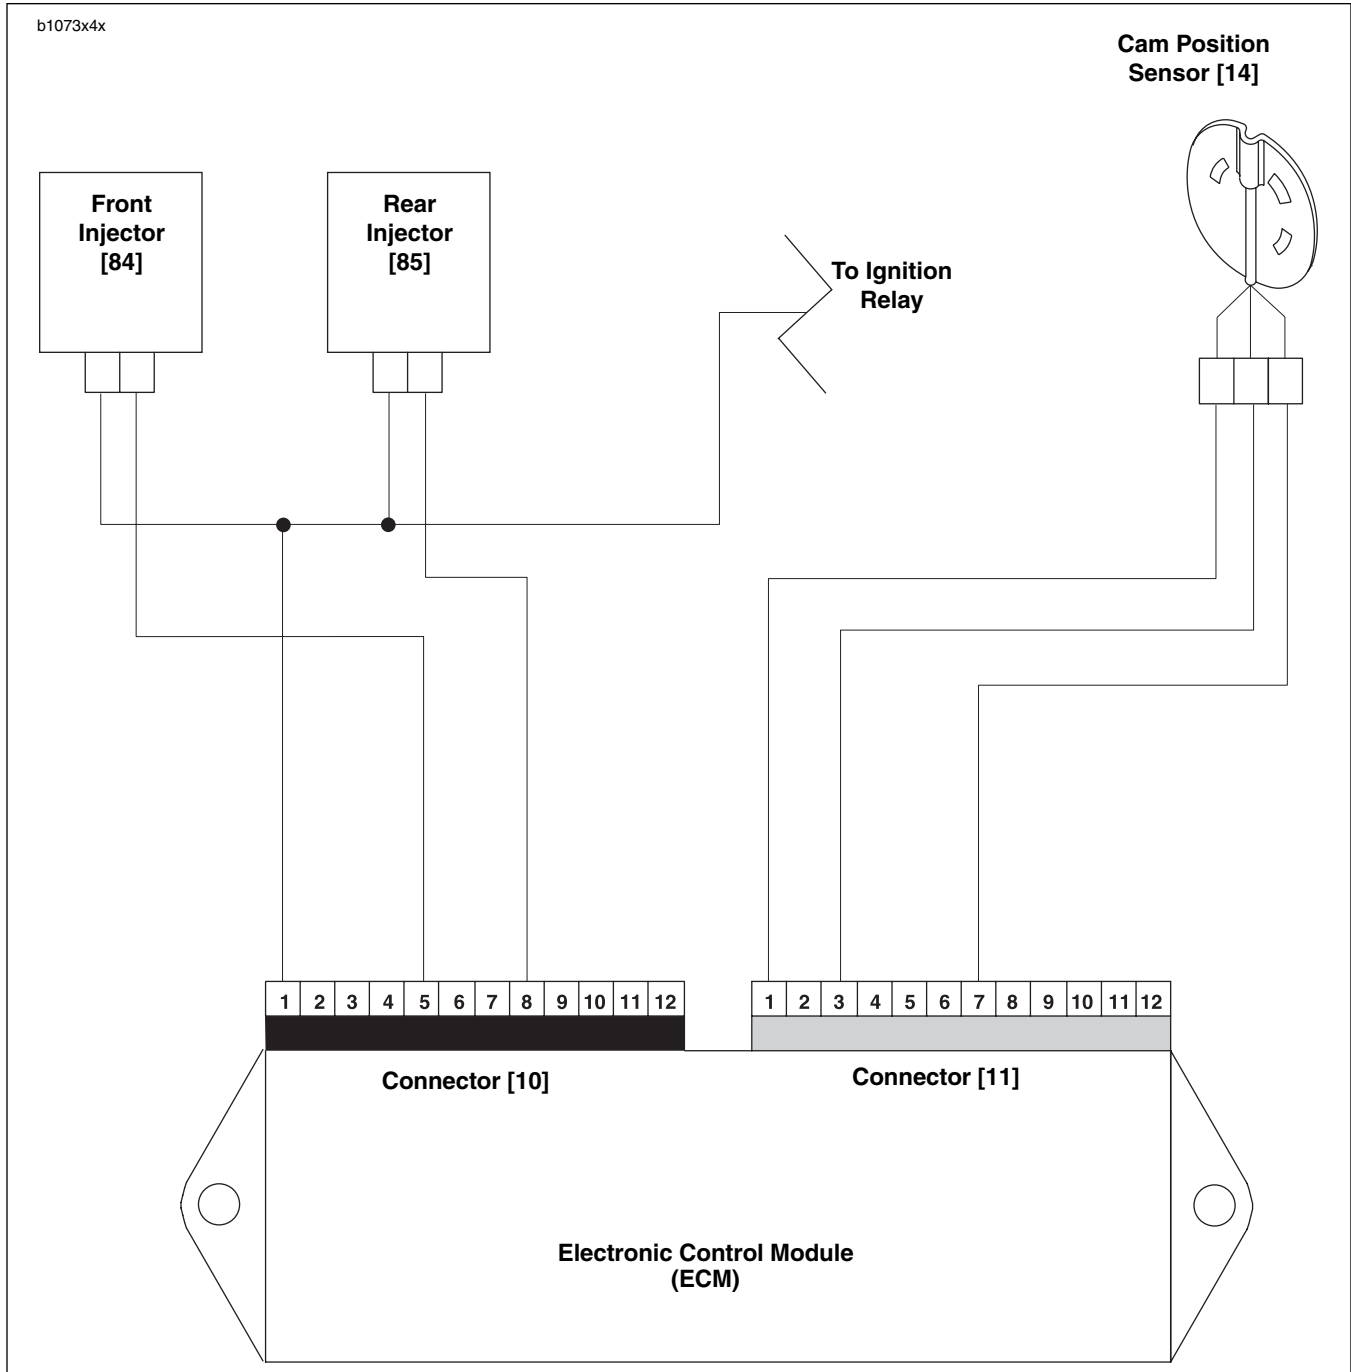 b1073x4x
Cam Position
Sensor [14]
Front
Injector
[84]
Rear
Injector
[85]
To Ignition
Relay
1 2 3 4 5 6 7 8 9 10 11 12
1 2 3 4 5 6 7 8 9 10 11 12
Connector [10]
Connector [11]
Electronic Control Module
(ECM)